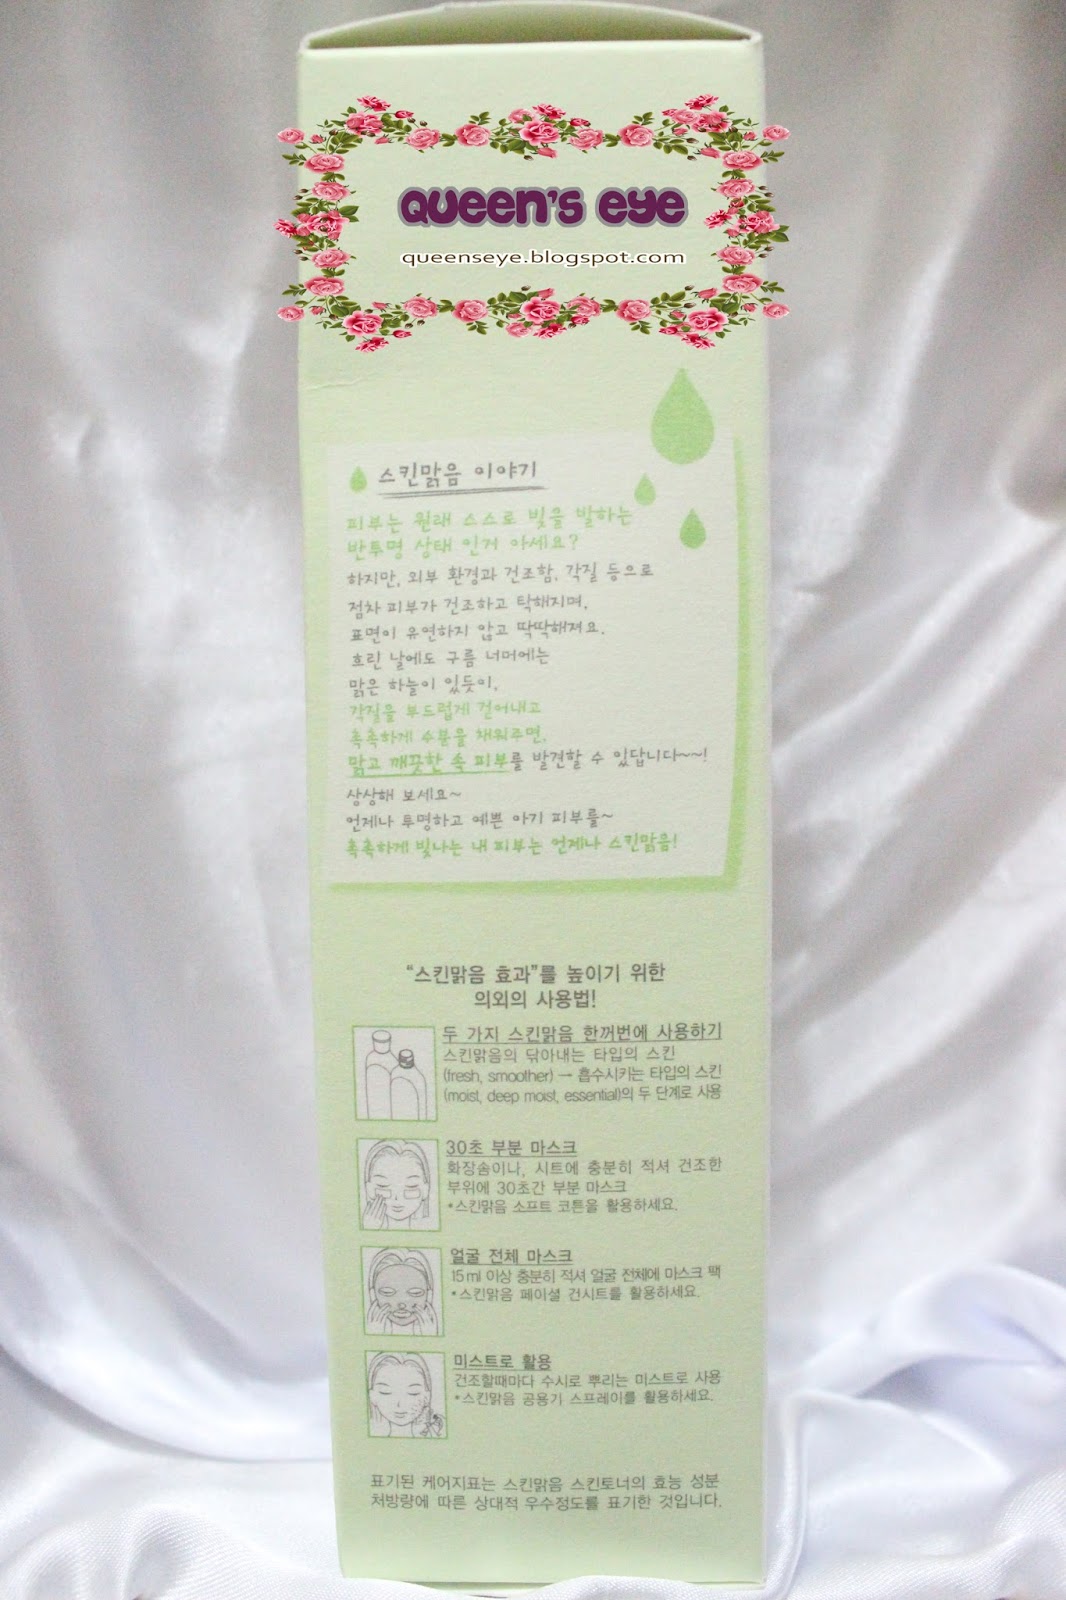 Queen's eye
queenseye.blogspot.com
스킨맑음 이야기
피부는 원래 스스로 빛을 발하는
반투명 상태 인거 아세요?
하지만, 외부 환경과 건조함, 각질 등으로
점차 피부가 건조하고 탁해지며,
표면이 유연하지 않고 딱딱해져요.
흐린 날에도 구름 너머에는
맑은 하늘이 있듯이,
각질을 부드럽게 걷어내고
촉촉하게 수분을 채워주면,
맑고 깨끗한 속 피부를 발견할 수 있답니다~~!
상상해 보세요~
언제나 투명하고 예쁜 아기 피부를~
촉촉하게 빛나는 내 피부는 언제나 스킨맑음!
“스킨맑음 효과”를 높이기 위한
의외의 사용법!
두 가지 스킨맑음 한꺼번에 사용하기
스킨맑음의 닦아내는 타입의 스킨
(fresh, smoother) → 흡수시키는 타입의 스킨
(moist, deep moist, essential)의 두 단계로 사용
30초 부분 마스크
화장솜이나, 시트에 충분히 적셔 건조한
부위에 30초간 부분 마스크
*스킨맑음 소프트 코튼을 활용하세요.
얼굴 전체 마스크
15ml 이상 충분히 적셔 얼굴 전체에 마스크 팩
*스킨맑음 페이셜 건시트를 활용하세요.
미스트로 활용
건조할때마다 수시로 뿌리는 미스트로 사용
*스킨맑음 공용기 스프레이를 활용하세요.
표기된 케어지표는 스킨맑음 스킨토너의 효능 성분
처방량에 따른 상대적 우수정도를 표기한 것입니다.